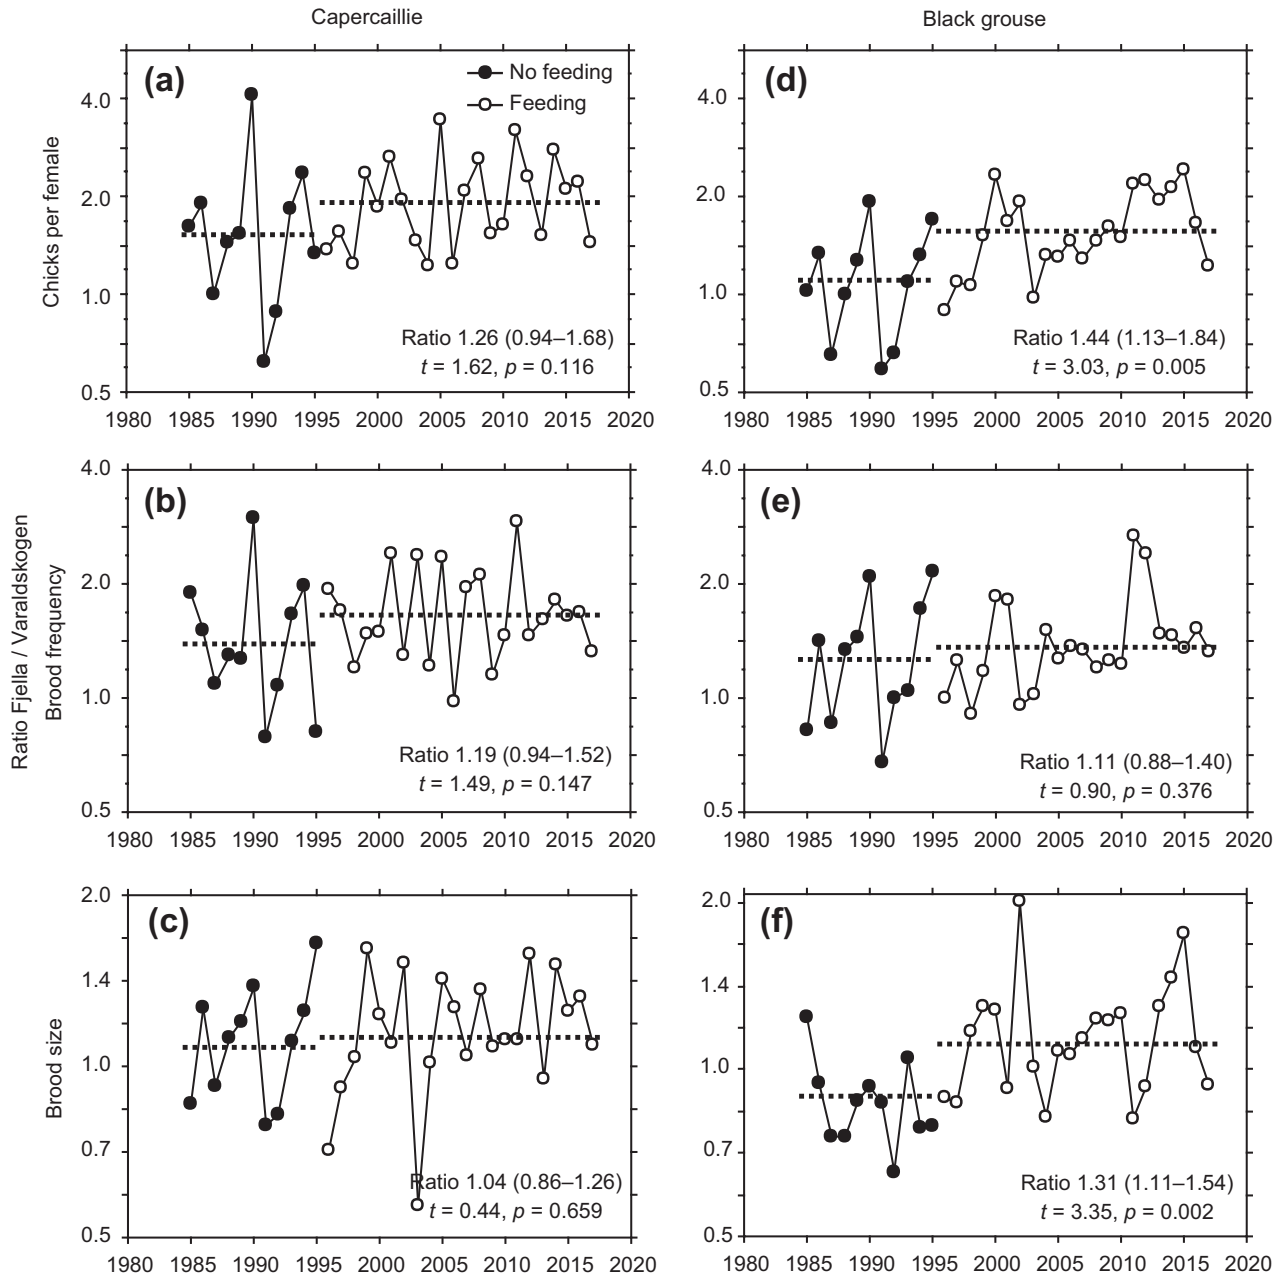 Capercaillie
Black grouse
Ratio Fjella / Varaldskogen
Chicks per female
(a)
No feeding
Feeding
4.0
2.0
1.0
0.5
Ratio 1.26 (0.94–1.68)
t = 1.62, p = 0.116
1980 1985 1990 1995 2000 2005 2010 2015 2020
(d)
4.0
2.0
1.0
0.5
Ratio 1.44 (1.13–1.84)
t = 3.03, p = 0.005
1980 1985 1990 1995 2000 2005 2010 2015 2020
Brood frequency
(b)
4.0
2.0
1.0
0.5
Ratio 1.19 (0.94–1.52)
t = 1.49, p = 0.147
1980 1985 1990 1995 2000 2005 2010 2015 2020
(e)
4.0
2.0
1.0
0.5
Ratio 1.11 (0.88–1.40)
t = 0.90, p = 0.376
1980 1985 1990 1995 2000 2005 2010 2015 2020
Brood size
(c)
2.0
1.4
1.0
0.7
0.5
Ratio 1.04 (0.86–1.26)
t = 0.44, p = 0.659
1980 1985 1990 1995 2000 2005 2010 2015 2020
(f)
2.0
1.4
1.0
0.7
0.5
Ratio 1.31 (1.11–1.54)
t = 3.35, p = 0.002
1980 1985 1990 1995 2000 2005 2010 2015 2020